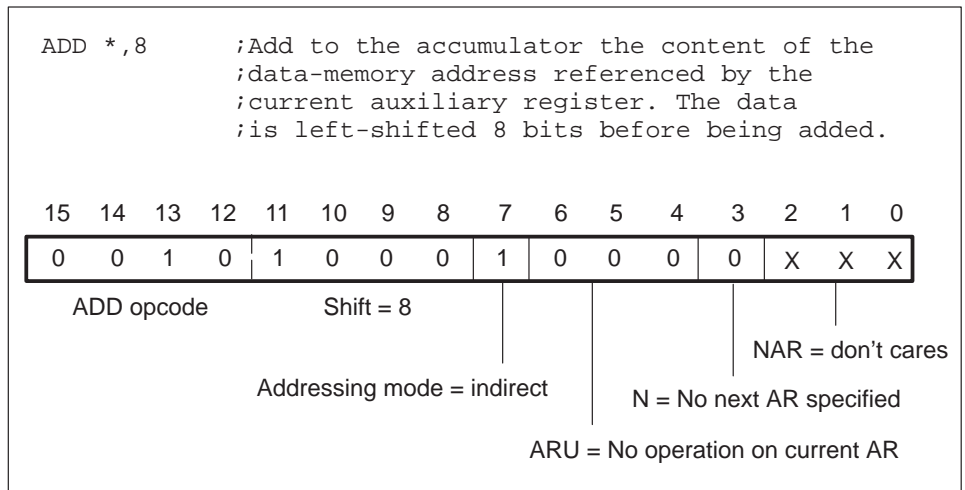 ADD *,8 ;Add to the accumulator the content of the
;data-memory address referenced by the
;current auxiliary register. The data
;is left-shifted 8 bits before being added.
15 14 13 12 11 10 9 8 7 6 5 4 3 2 1 0
0 0 1 0 1 0 0 0 1 0 0 0 0 X X X
ADD opcode Shift = 8
NAR = don't cares
Addressing mode = indirect N = No next AR specified
ARU = No operation on current AR